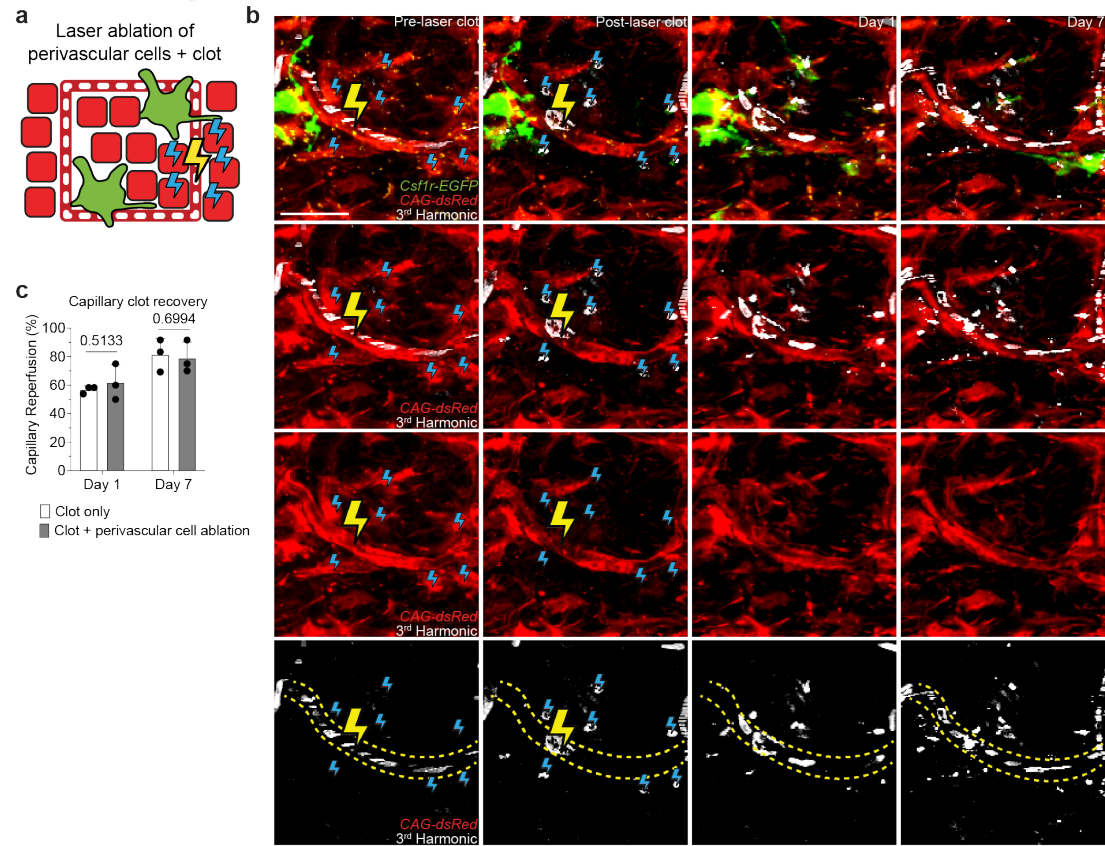 a
Laser ablation of
perivascular cells + clot
b
Pre-laser clot
Post-laser clot
Day 1
Day 7
Csf1r-EGFP
CAG-dsRed
3rd Harmonic
CAG-dsRed
3rd Harmonic
CAG-dsRed
3rd Harmonic
CAG-dsRed
3rd Harmonic
c
Capillary clot recovery
0.5133
0.6994
Capillary Reperfusion (%)
100
80
60
40
20
0
Day 1
Day 7
Clot only
Clot + perivascular cell ablation